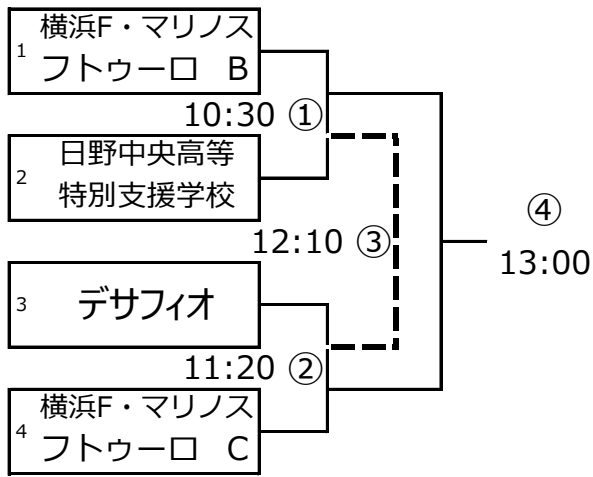 1
横浜F・マリノス
フトゥーロ B
10:30 ①
2
日野中央高等
特別支援学校
12:10 ③
④
13:00
3
デサフィオ
11:20 ②
4
横浜F・マリノス
フトゥーロ C